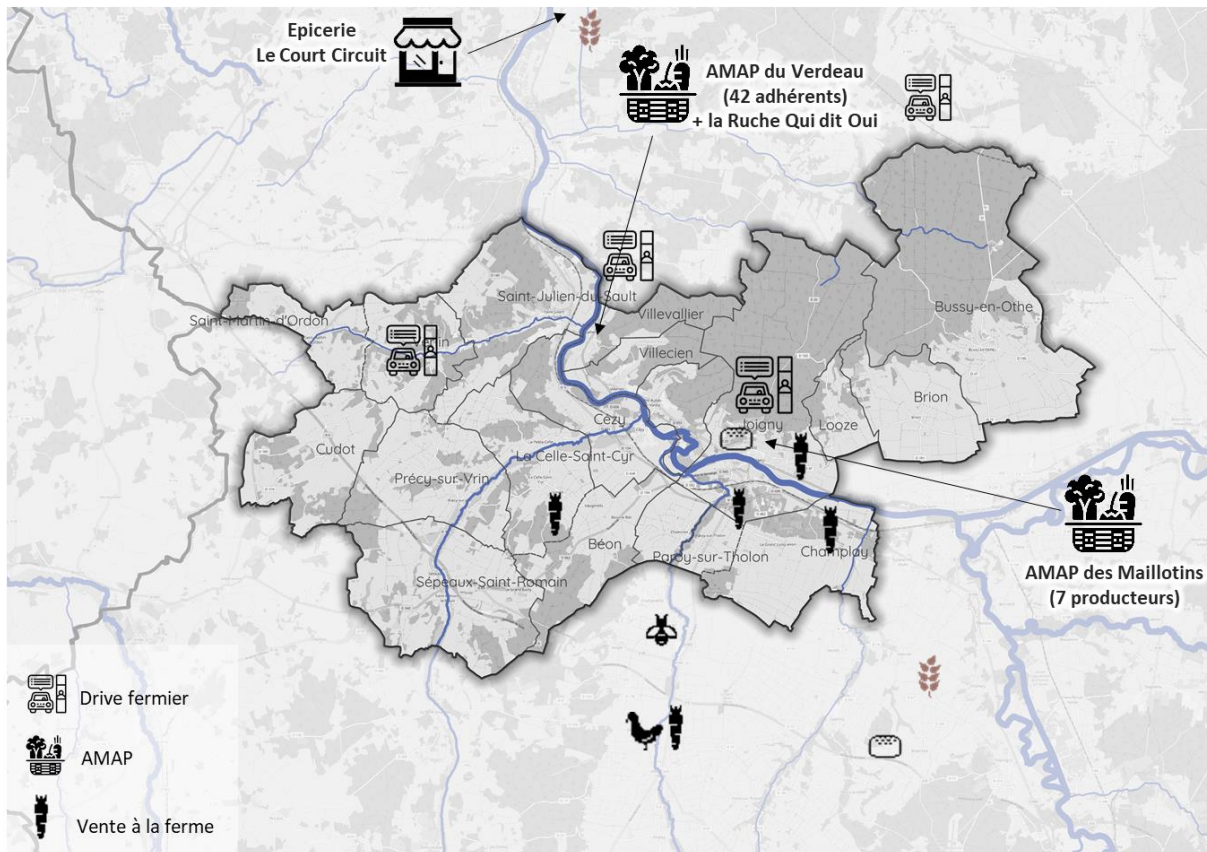 Epicerie
Le Court Circuit
AMAP du Verdeau
(42 adhérents)
+ la Ruche Qui dit Oui
Saint-Julien-du-Sault
Saint-Martin-d'Ordon
Villevallier
Bussy-en-Othe
Villecien
Brion
Cézy
Joigny
Looze
Cudot
La Celle-Saint-Cyr
Précy-sur-Vrin
Béon
Paroy-sur-Tholon
Champlay
Sépeaux-Saint-Romain
AMAP des Maillotins
(7 producteurs)
Drive fermier
AMAP
Vente à la ferme